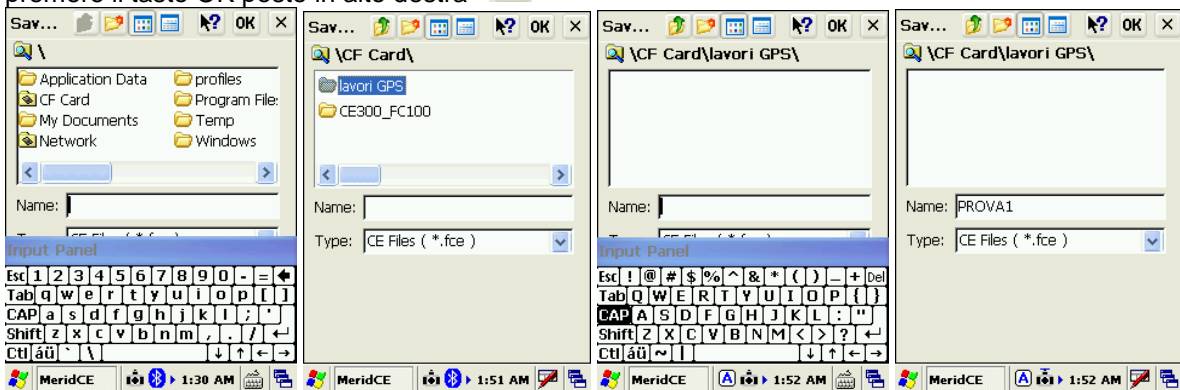 premere il tasto OK posto in alto destra
Sav... ? OK ×
\
Application Data profiles
CF Card Program File:
My Documents Temp
Network Windows
Name:
Input Panel
Esc 1 2 3 4 5 6 7 8 9 0 - =
Tab q w e r t y u i o p [ ]
CAP a s d f g h j k l ; '
Shift z x c v b n m , . /
Ctl áü ` \
MeridCE 1:30 AM
Sav... ? OK ×
\CF Card\
lavori GPS
CE300_FC100
Name:
Type: CE Files ( *.fce )
MeridCE 1:51 AM
Sav... ? OK ×
\CF Card\lavori GPS\
Name:
Input Panel
Esc ! @ # $ % ^ & * ( ) _ + Del
Tab Q W E R T Y U I O P { }
CAP A S D F G H J K L : "
Shift Z X C V B N M < > ?
Ctl áü ~ |
MeridCE A 1:52 AM
Sav... ? OK ×
\CF Card\lavori GPS\
Name: PROVA1
Type: CE Files ( *.fce )
MeridCE A 1:52 AM